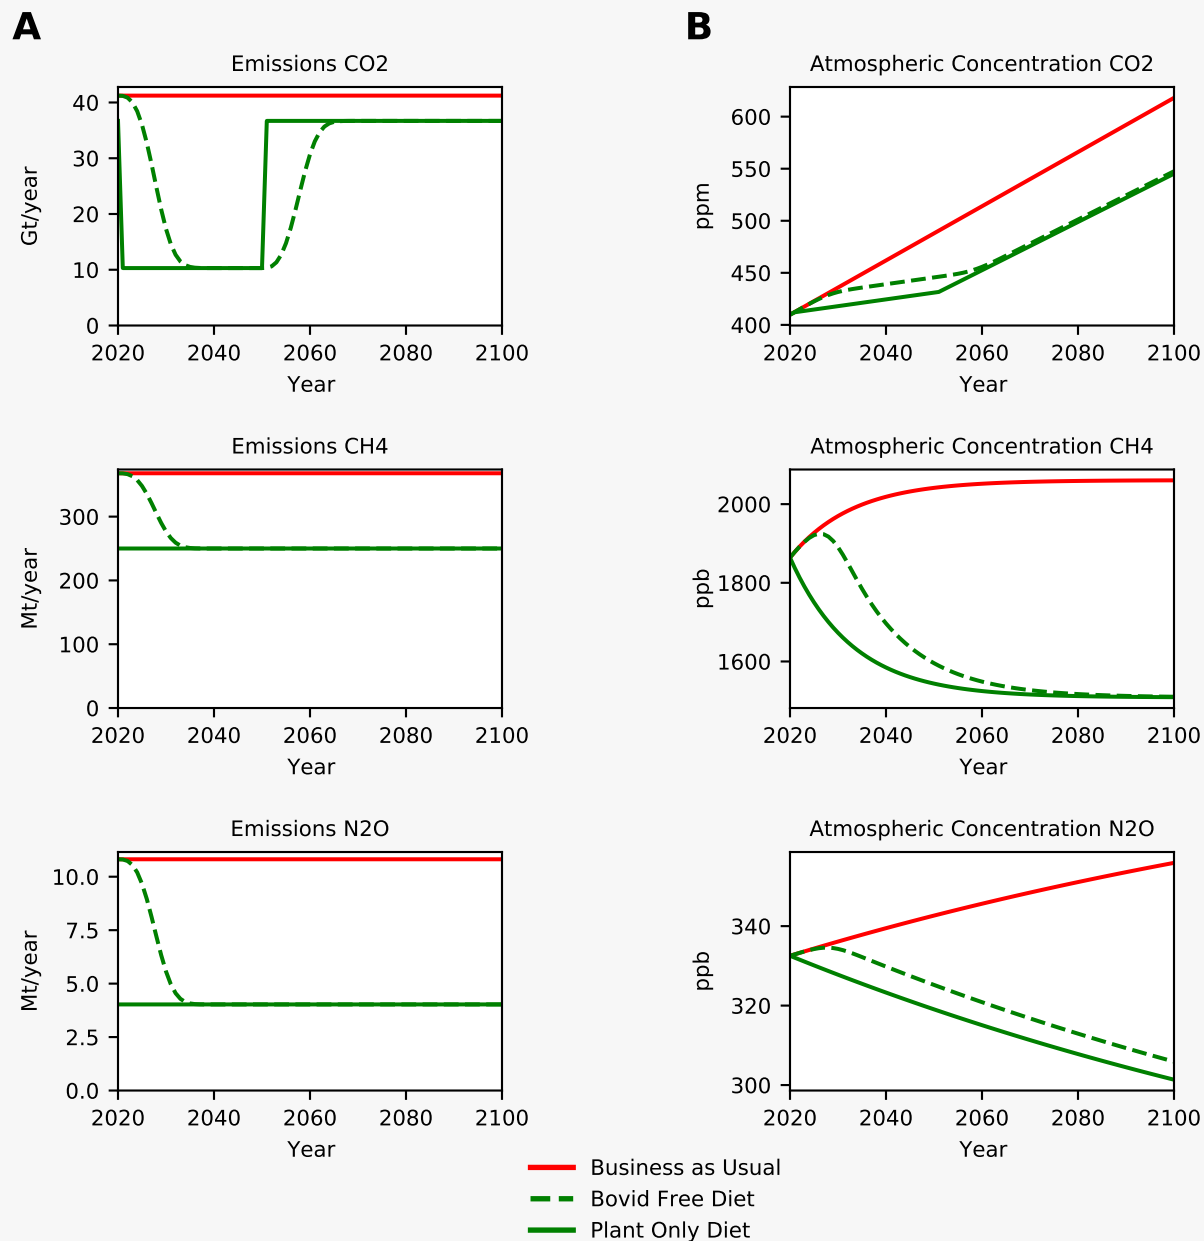 A
B
Emissions CO2
Atmospheric Concentration CO2
40
30
20
10
0
Gt/year
2020 2040 2060 2080 2100
Year
600
550
500
450
400
ppm
2020 2040 2060 2080 2100
Year
Emissions CH4
Atmospheric Concentration CH4
300
200
100
0
Mt/year
2020 2040 2060 2080 2100
Year
2000
1800
1600
ppb
2020 2040 2060 2080 2100
Year
Emissions N2O
Atmospheric Concentration N2O
10.0
7.5
5.0
2.5
0.0
Mt/year
2020 2040 2060 2080 2100
Year
340
320
300
ppb
2020 2040 2060 2080 2100
Year
Business as Usual
Bovid Free Diet
Plant Only Diet